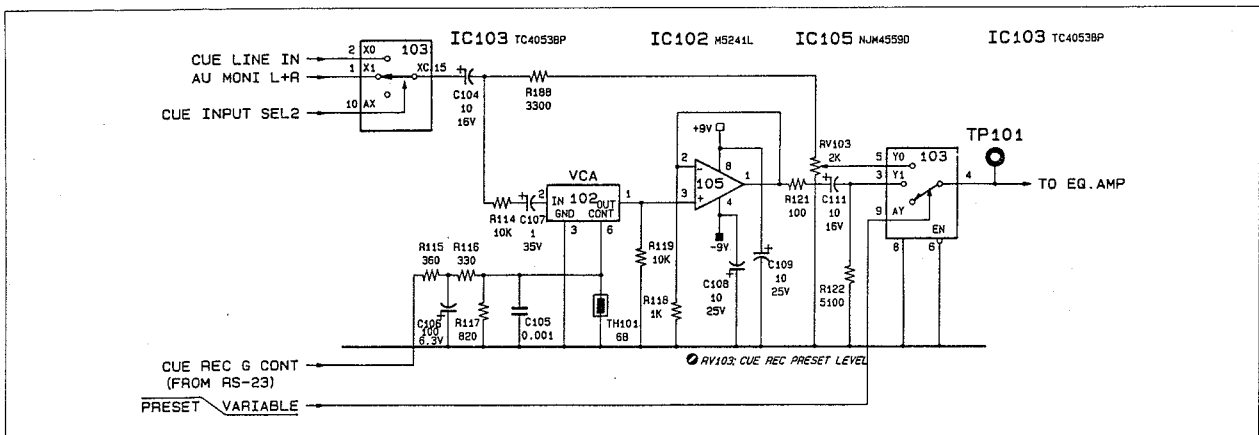 IC103 TC4053BP
IC102 M5241L
IC105 NJM4559D
IC103 TC4053BP
CUE LINE IN
AU MONI L+R
CUE INPUT SEL2
2 X0
1 X1
10 AX
103
XC 15
C104
10
16V
R188
3300
R114
10K
C107
1
35V
VCA
2 IN
102
OUT 1
GND
CONT
3
6
R115
360
R116
330
C106
100
6.3V
R117
820
C105
0.001
TH101
68
R119
10K
R118
1K
+9V
2
-
3
+
105
8
1
4
-9V
C108
10
25V
C109
10
25V
R121
100
C111
10
16V
RV103
2K
R122
5100
5 Y0
3 Y1
9 AY
103
4
EN
8
6
TP101
TO EQ.AMP
RV103; CUE REC PRESET LEVEL
CUE REC G CONT
(FROM RS-23)
PRESET VARIABLE